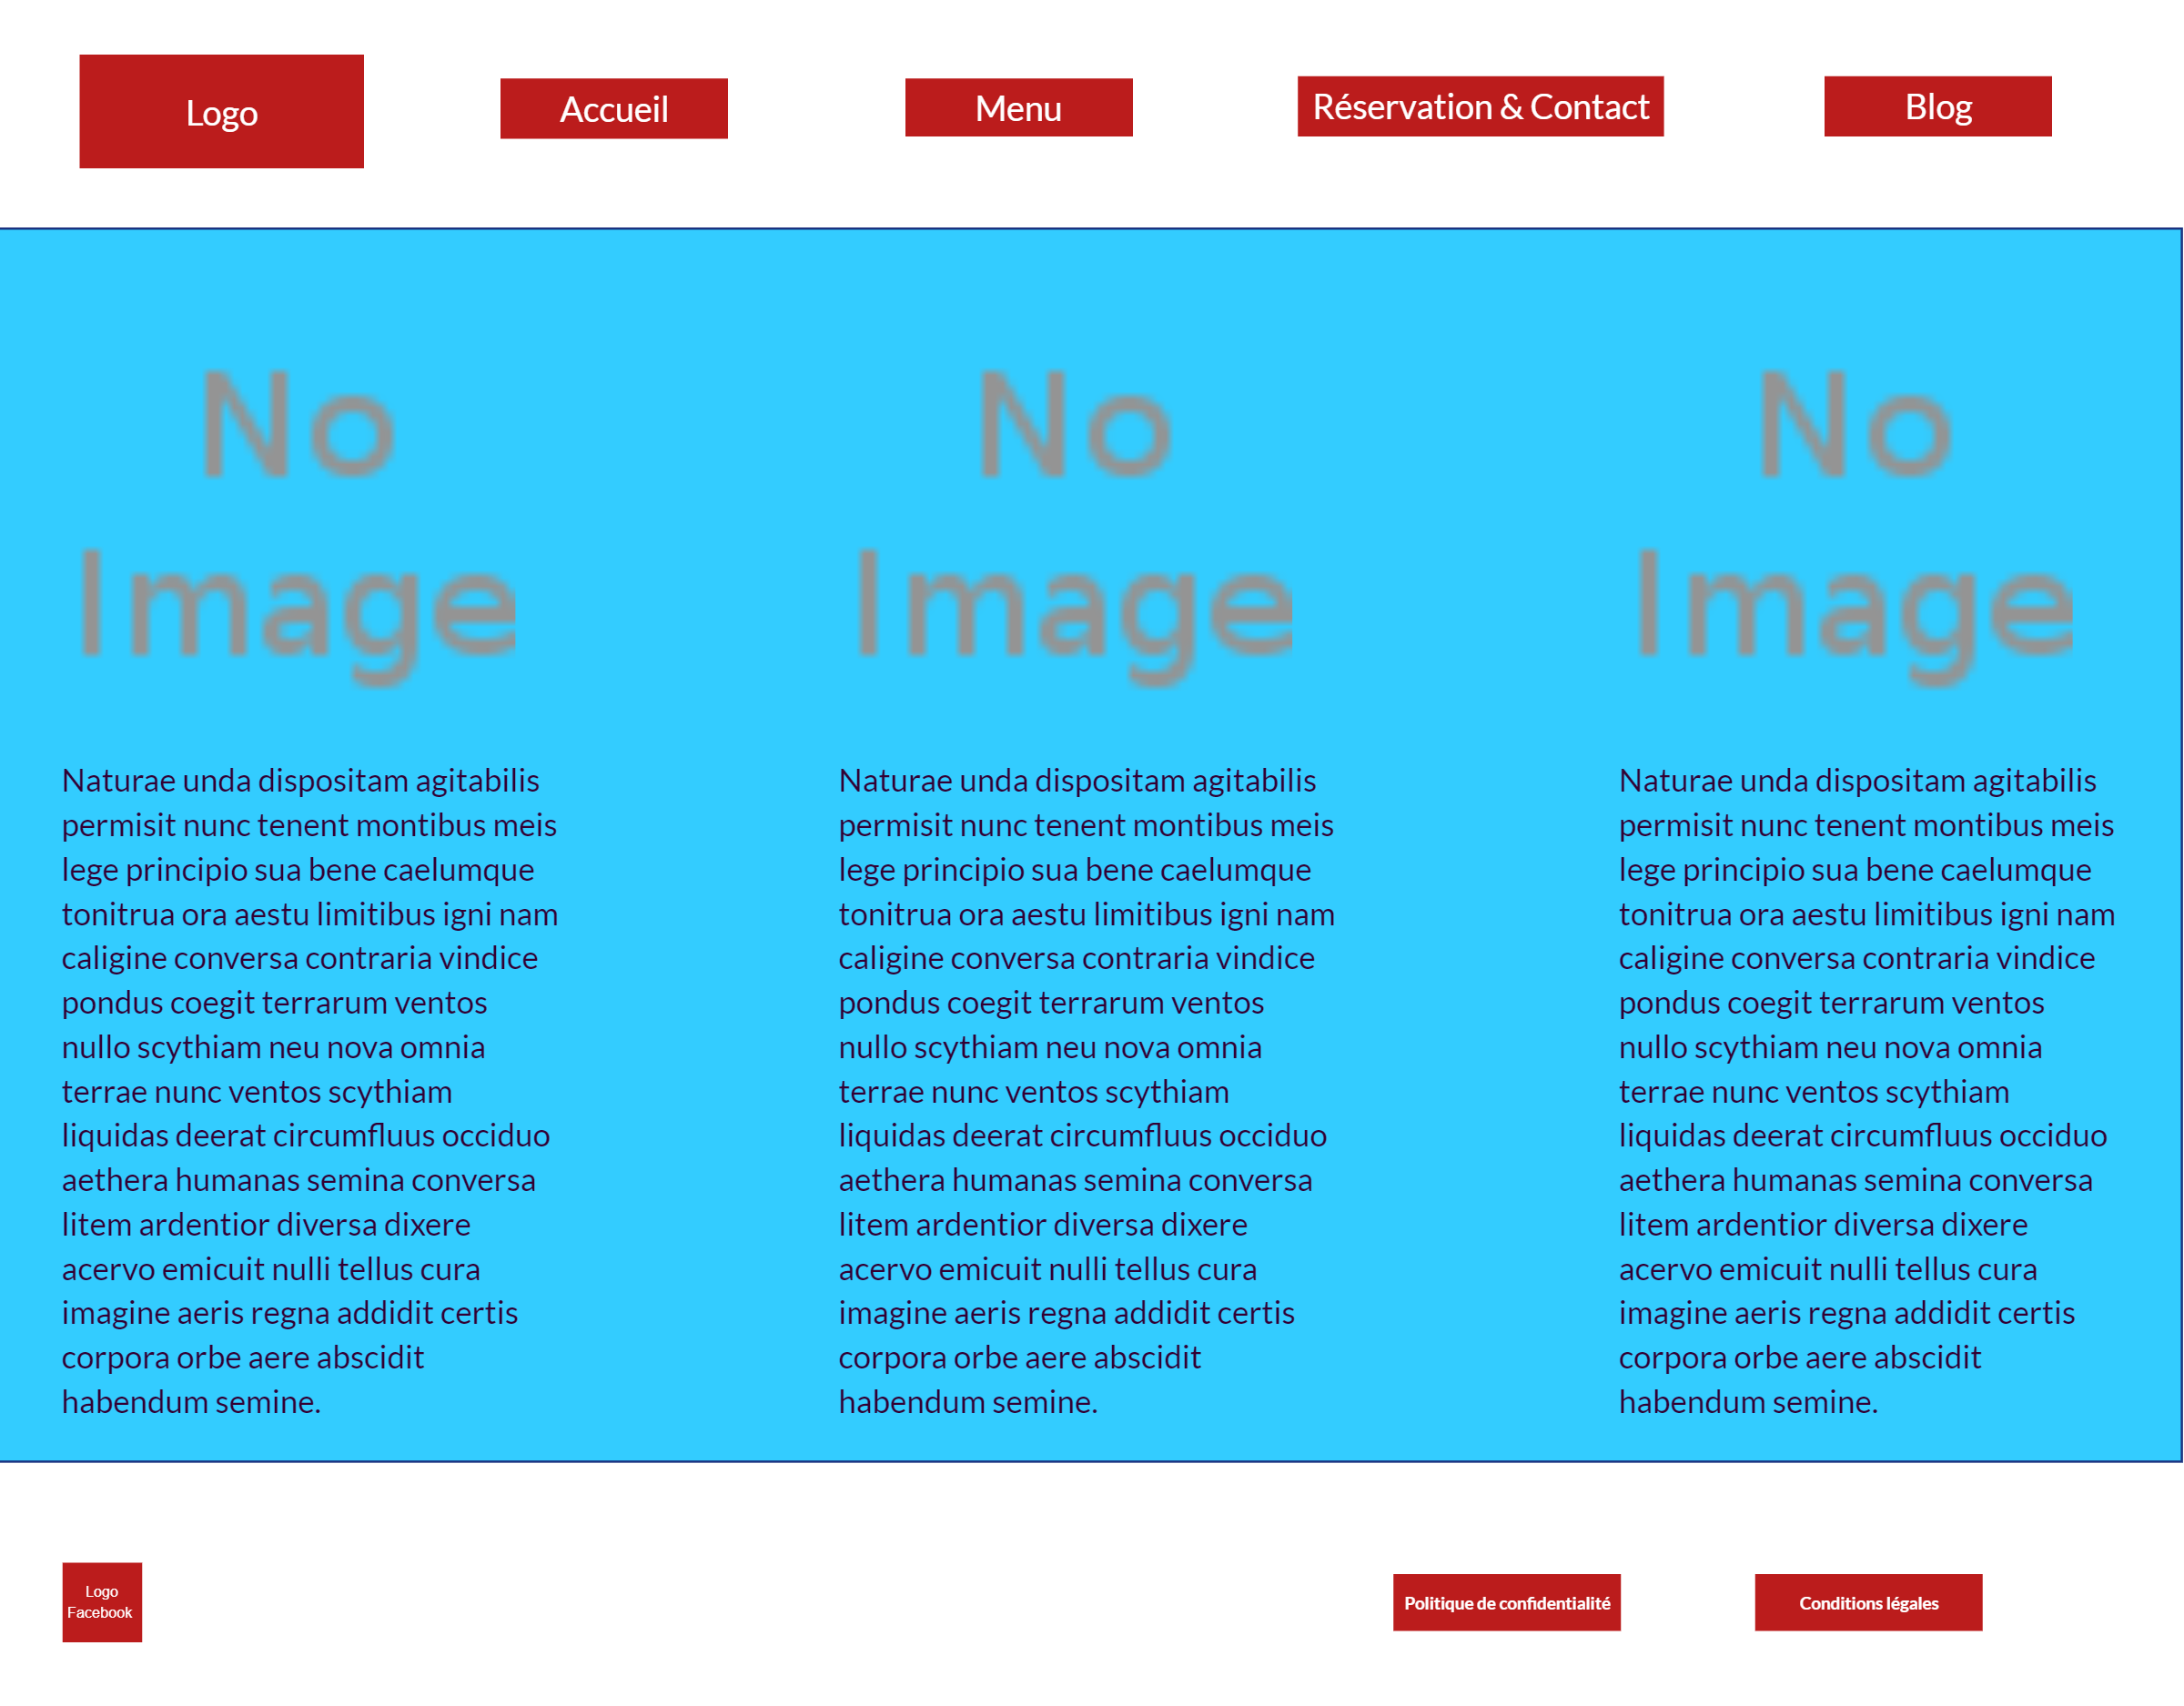 Logo
Accueil
Menu
Réservation & Contact
Blog
No
Image
Naturae unda dispositam agitabilis
permisit nunc tenent montibus meis
lege principio sua bene caelumque
tonitrua ora aestu limitibus igni nam
caligine conversa contraria vindice
pondus coegit terrarum ventos
nullo scythiam neu nova omnia
terrae nunc ventos scythiam
liquidas deerat circumfluus occiduo
aethera humanas semina conversa
litem ardentior diversa dixere
acervo emicuit nulli tellus cura
imagine aeris regna addidit certis
corpora orbe aere abscidit
habendum semine.
No
Image
Naturae unda dispositam agitabilis
permisit nunc tenent montibus meis
lege principio sua bene caelumque
tonitrua ora aestu limitibus igni nam
caligine conversa contraria vindice
pondus coegit terrarum ventos
nullo scythiam neu nova omnia
terrae nunc ventos scythiam
liquidas deerat circumfluus occiduo
aethera humanas semina conversa
litem ardentior diversa dixere
acervo emicuit nulli tellus cura
imagine aeris regna addidit certis
corpora orbe aere abscidit
habendum semine.
No
Image
Naturae unda dispositam agitabilis
permisit nunc tenent montibus meis
lege principio sua bene caelumque
tonitrua ora aestu limitibus igni nam
caligine conversa contraria vindice
pondus coegit terrarum ventos
nullo scythiam neu nova omnia
terrae nunc ventos scythiam
liquidas deerat circumfluus occiduo
aethera humanas semina conversa
litem ardentior diversa dixere
acervo emicuit nulli tellus cura
imagine aeris regna addidit certis
corpora orbe aere abscidit
habendum semine.
Logo
Facebook
Politique de confidentialité
Conditions légales